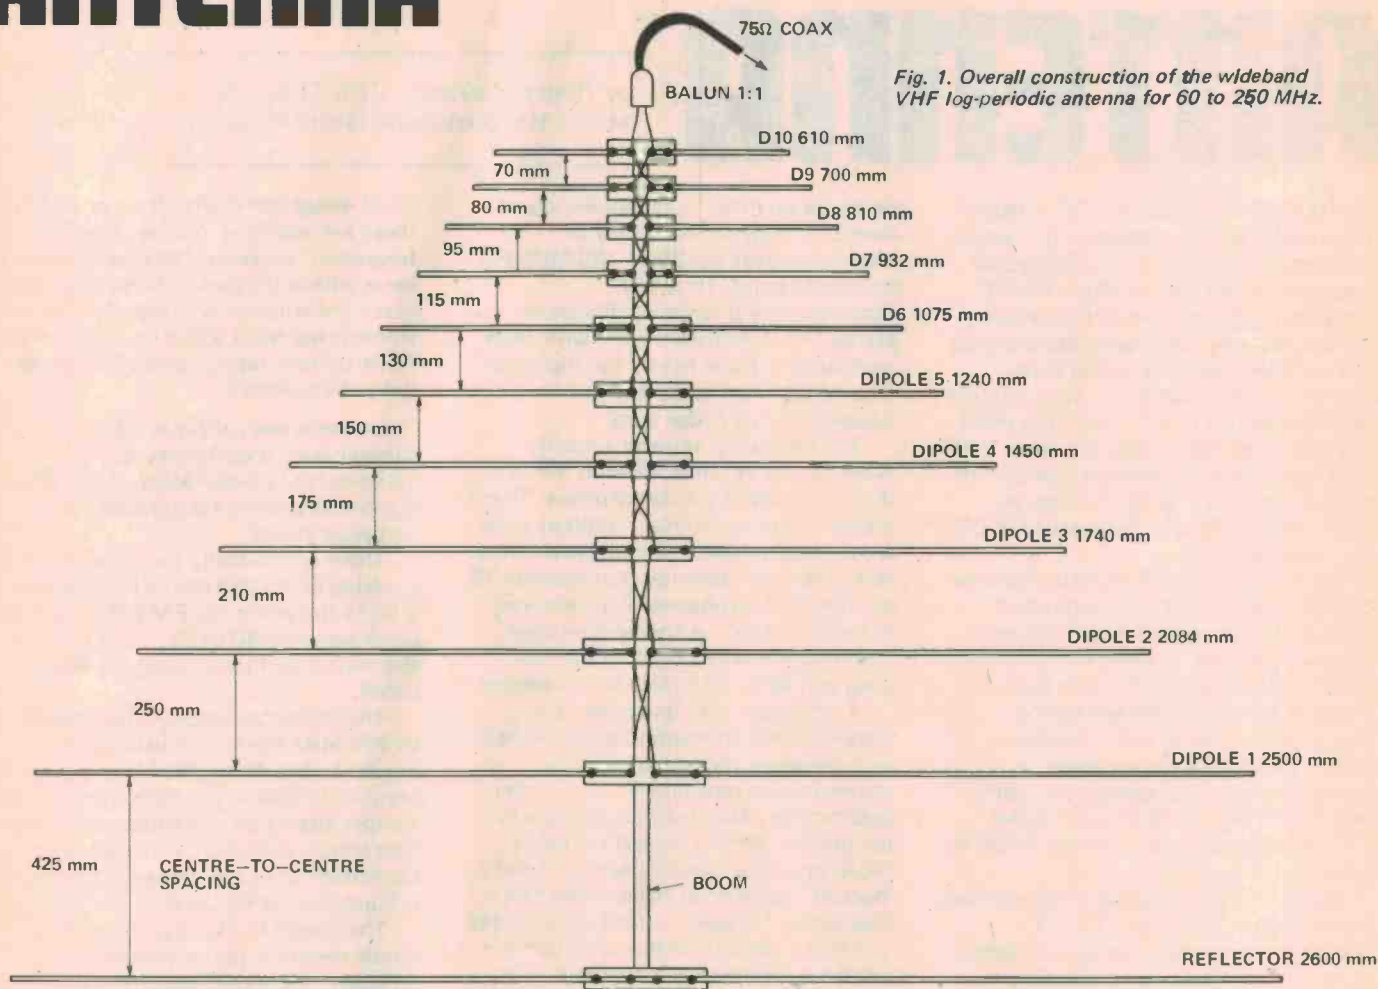 ANTENNA
75Ω COAX
BALUN 1:1
Fig. 1. Overall construction of the wideband
VHF log-periodic antenna for 60 to 250 MHz.
D10 610 mm
70 mm
D9 700 mm
80 mm
D8 810 mm
95 mm
D7 932 mm
115 mm
D6 1075 mm
130 mm
DIPOLE 5 1240 mm
150 mm
DIPOLE 4 1450 mm
175 mm
DIPOLE 3 1740 mm
210 mm
DIPOLE 2 2084 mm
250 mm
DIPOLE 1 2500 mm
425 mm
CENTRE–TO–CENTRE
SPACING
BOOM
REFLECTOR 2600 mm